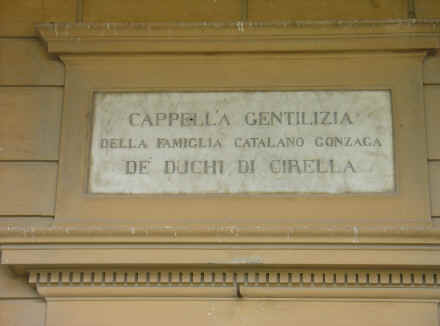 CAPPELLA GENTILIZIA
DELLA FAMIGLIA CATALANO GONZAGA
DE DUCHI DI CIRELLA